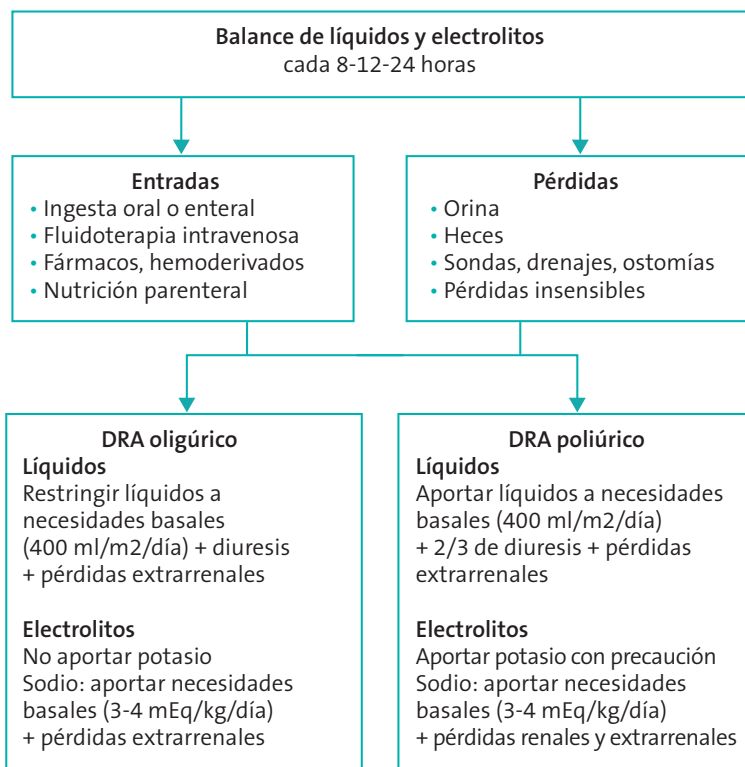 Balance de líquidos y electrolitos
cada 8-12-24 horas
Entradas
• Ingesta oral o enteral
• Fluidoterapia intravenosa
• Fármacos, hemoderivados
• Nutrición parenteral
Pérdidas
• Orina
• Heces
• Sondas, drenajes, ostomías
• Pérdidas insensibles
DRA oligúrico
Líquidos
Restringir líquidos a
necesidades basales
(400 ml/m2/día) + diuresis
+ pérdidas extrarrenales
Electrolitos
No aportar potasio
Sodio: aportar necesidades
basales (3-4 mEq/kg/día)
+ pérdidas extrarrenales
DRA poliúrico
Líquidos
Aportar líquidos a necesidades
basales (400 ml/m2/día)
+ 2/3 de diuresis + pérdidas
extrarrenales
Electrolitos
Aportar potasio con precaución
Sodio: aportar necesidades
basales (3-4 mEq/kg/día)
+ pérdidas renales y extrarrenales